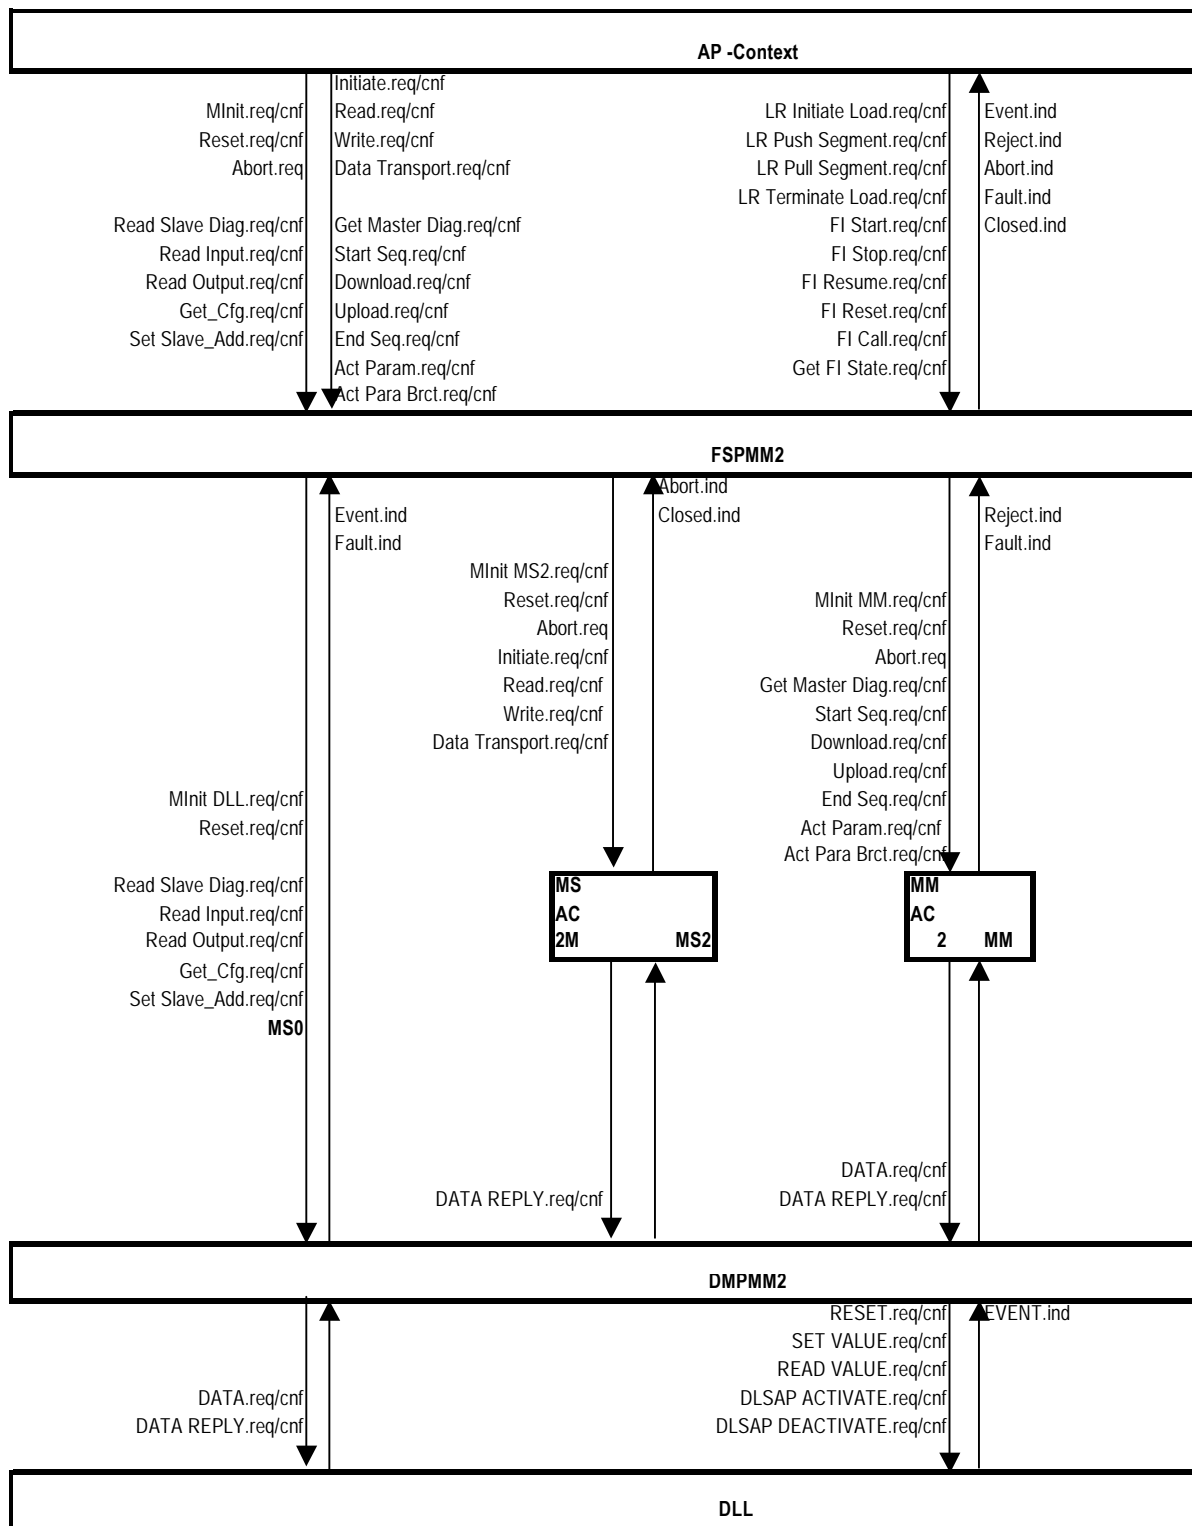 AP -Context
Initiate.req/cnf
MInit.req/cnf
Reset.req/cnf
Abort.req
Read Slave Diag.req/cnf
Read Input.req/cnf
Read Output.req/cnf
Get_Cfg.req/cnf
Set Slave_Add.req/cnf
Read.req/cnf
Write.req/cnf
Data Transport.req/cnf
Get Master Diag.req/cnf
Start Seq.req/cnf
Download.req/cnf
Upload.req/cnf
End Seq.req/cnf
Act Param.req/cnf
Act Para Brct.req/cnf
LR Initiate Load.req/cnf
LR Push Segment.req/cnf
LR Pull Segment.req/cnf
LR Terminate Load.req/cnf
FI Start.req/cnf
FI Stop.req/cnf
FI Resume.req/cnf
FI Reset.req/cnf
FI Call.req/cnf
Get FI State.req/cnf
Event.ind
Reject.ind
Abort.ind
Fault.ind
Closed.ind
FSPMM2
Event.ind
Fault.ind
MInit DLL.req/cnf
Reset.req/cnf
Read Slave Diag.req/cnf
Read Input.req/cnf
Read Output.req/cnf
Get_Cfg.req/cnf
Set Slave_Add.req/cnf
MS0
Abort.ind
Closed.ind
MInit MS2.req/cnf
Reset.req/cnf
Abort.req
Initiate.req/cnf
Read.req/cnf
Write.req/cnf
Data Transport.req/cnf
MS
AC
2M MS2
DATA REPLY.req/cnf
Reject.ind
Fault.ind
MInit MM.req/cnf
Reset.req/cnf
Abort.req
Get Master Diag.req/cnf
Start Seq.req/cnf
Download.req/cnf
Upload.req/cnf
End Seq.req/cnf
Act Param.req/cnf
Act Para Brct.req/cnf
MM
AC
2 MM
DATA.req/cnf
DATA REPLY.req/cnf
DMPMM2
DATA.req/cnf
DATA REPLY.req/cnf
RESET.req/cnf
SET VALUE.req/cnf
READ VALUE.req/cnf
DLSAP ACTIVATE.req/cnf
DLSAP DEACTIVATE.req/cnf
EVENT.ind
DLL